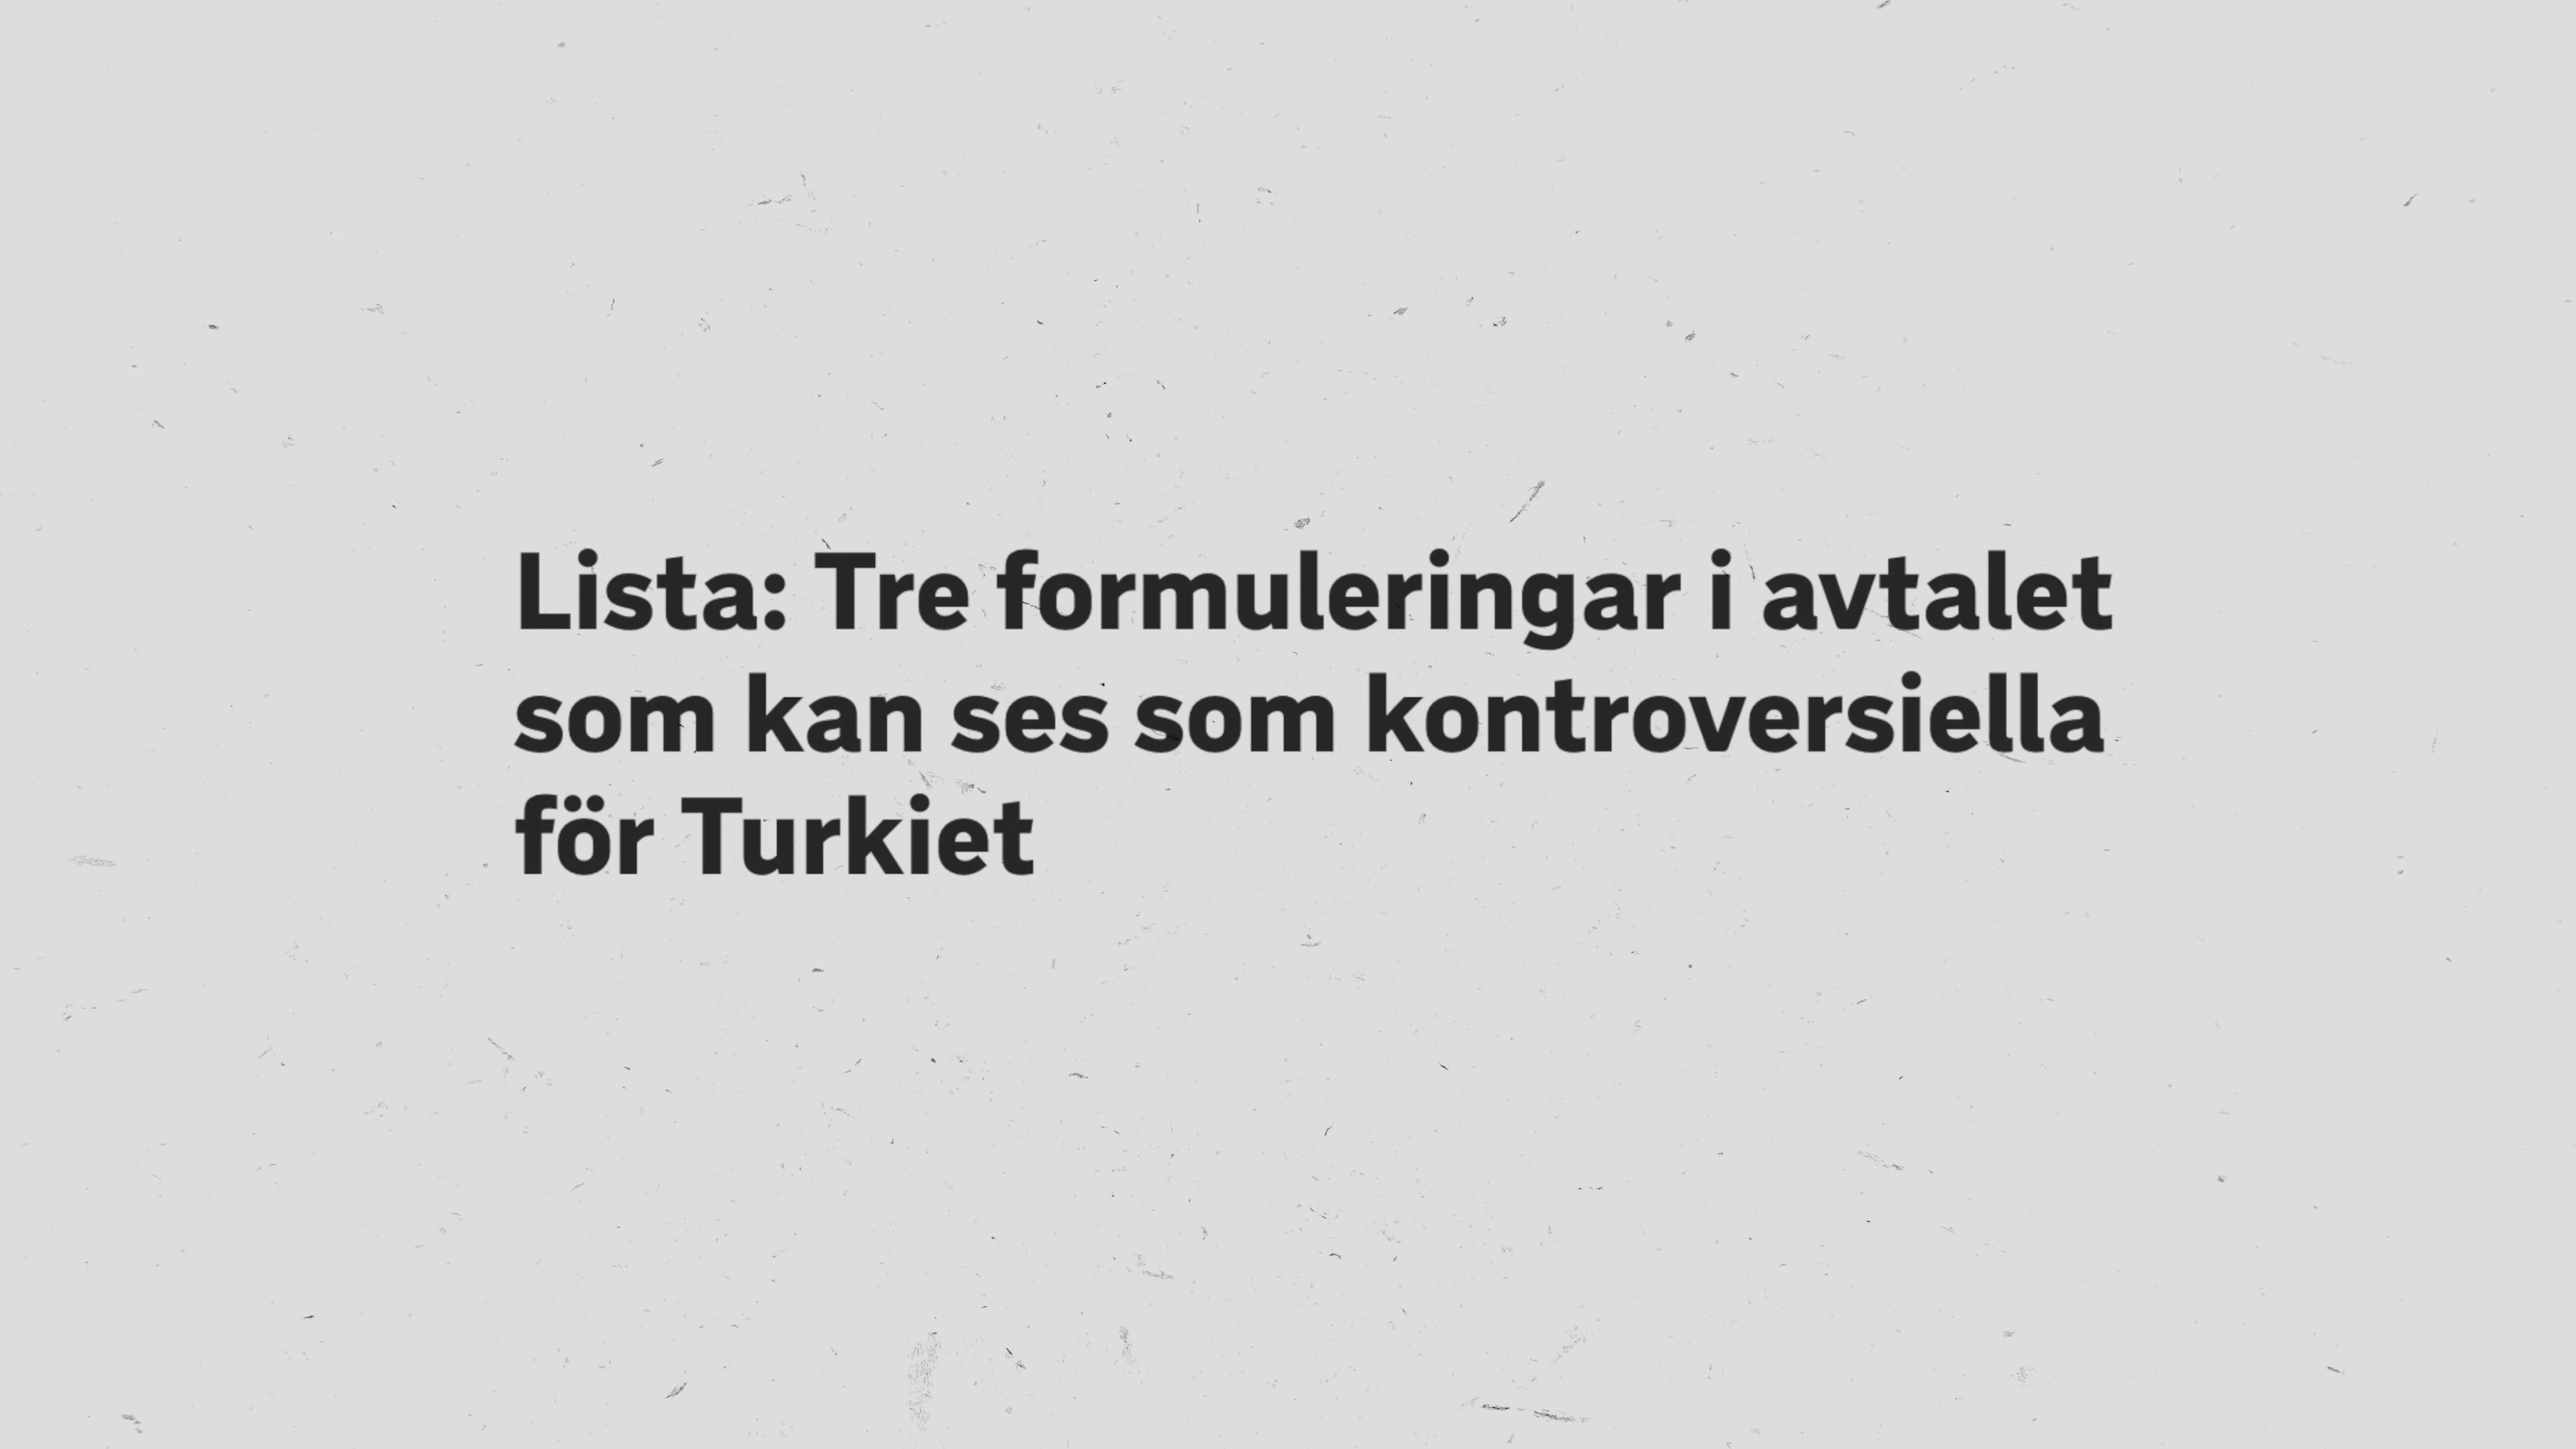 Lista: Tre formuleringar i avtalet
som kan ses som kontroversiella
för Turkiet